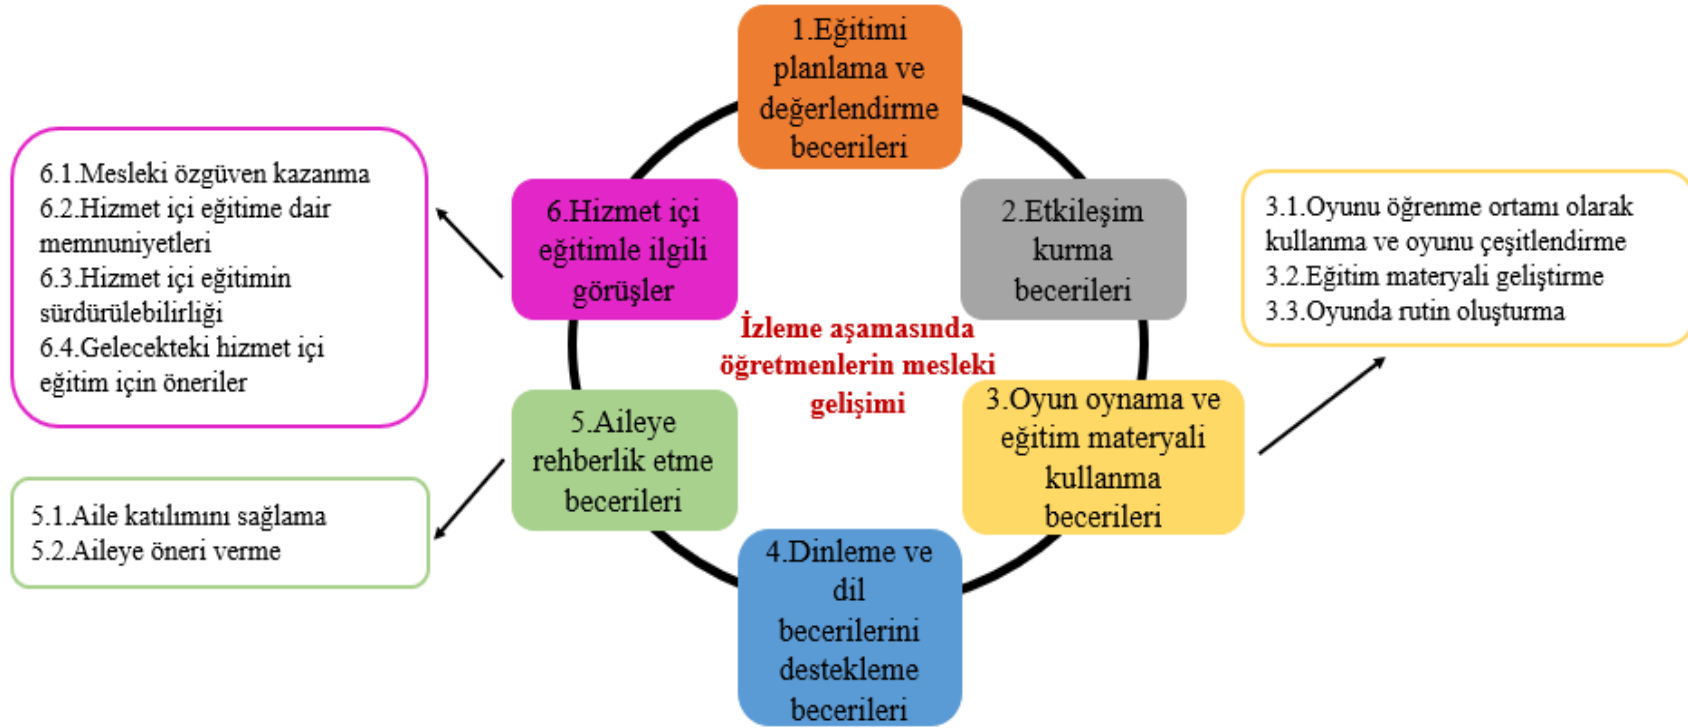 1.Eğitimi
planlama ve
değerlendirme
becerileri
2.Etkileşim
kurma
becerileri
3.Oyun oynama ve
eğitim materyali
kullanma
becerileri
3.1.Oyunu öğrenme ortamı olarak
kullanma ve oyunu çeşitlendirme
3.2.Eğitim materyali geliştirme
3.3.Oyunda rutin oluşturma
4.Dinleme ve
dil
becerilerini
destekleme
becerileri
5.Aileye
rehberlik etme
becerileri
5.1.Aile katılımını sağlama
5.2.Aileye öneri verme
6.Hizmet içi
eğitimle ilgili
görüşler
6.1.Mesleki özgüven kazanma
6.2.Hizmet içi eğitime dair
memnuniyetleri
6.3.Hizmet içi eğitimin
sürdürülebilirliği
6.4.Gelecekteki hizmet içi
eğitim için öneriler
İzleme aşamasında
öğretmenlerin mesleki
gelişimi